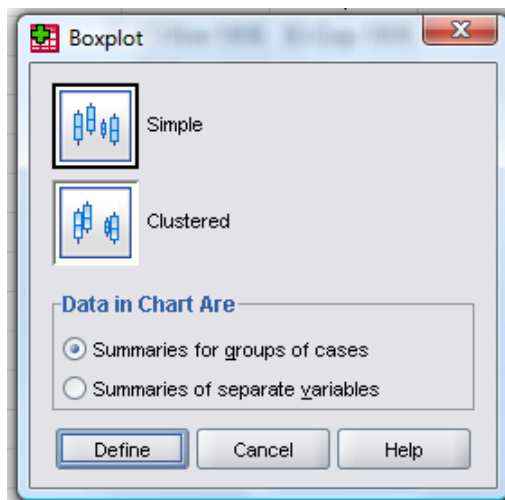 Boxplot
Simple
Clustered
Data in Chart Are
Summaries for groups of cases
Summaries of separate variables
Define Cancel Help